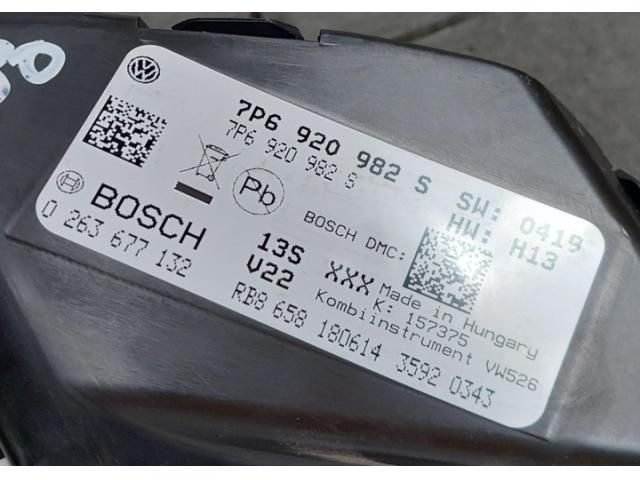 7P6 920 982 S SW: 0419
7P6 920 982 S HW: H13
Pb
BOSCH DMC:
BOSCH 13S XXX Made in Hungary
0 263 677 132 V22 K: 157375
Kombiinstrument VW526
RB8 658 180614 3592 0343